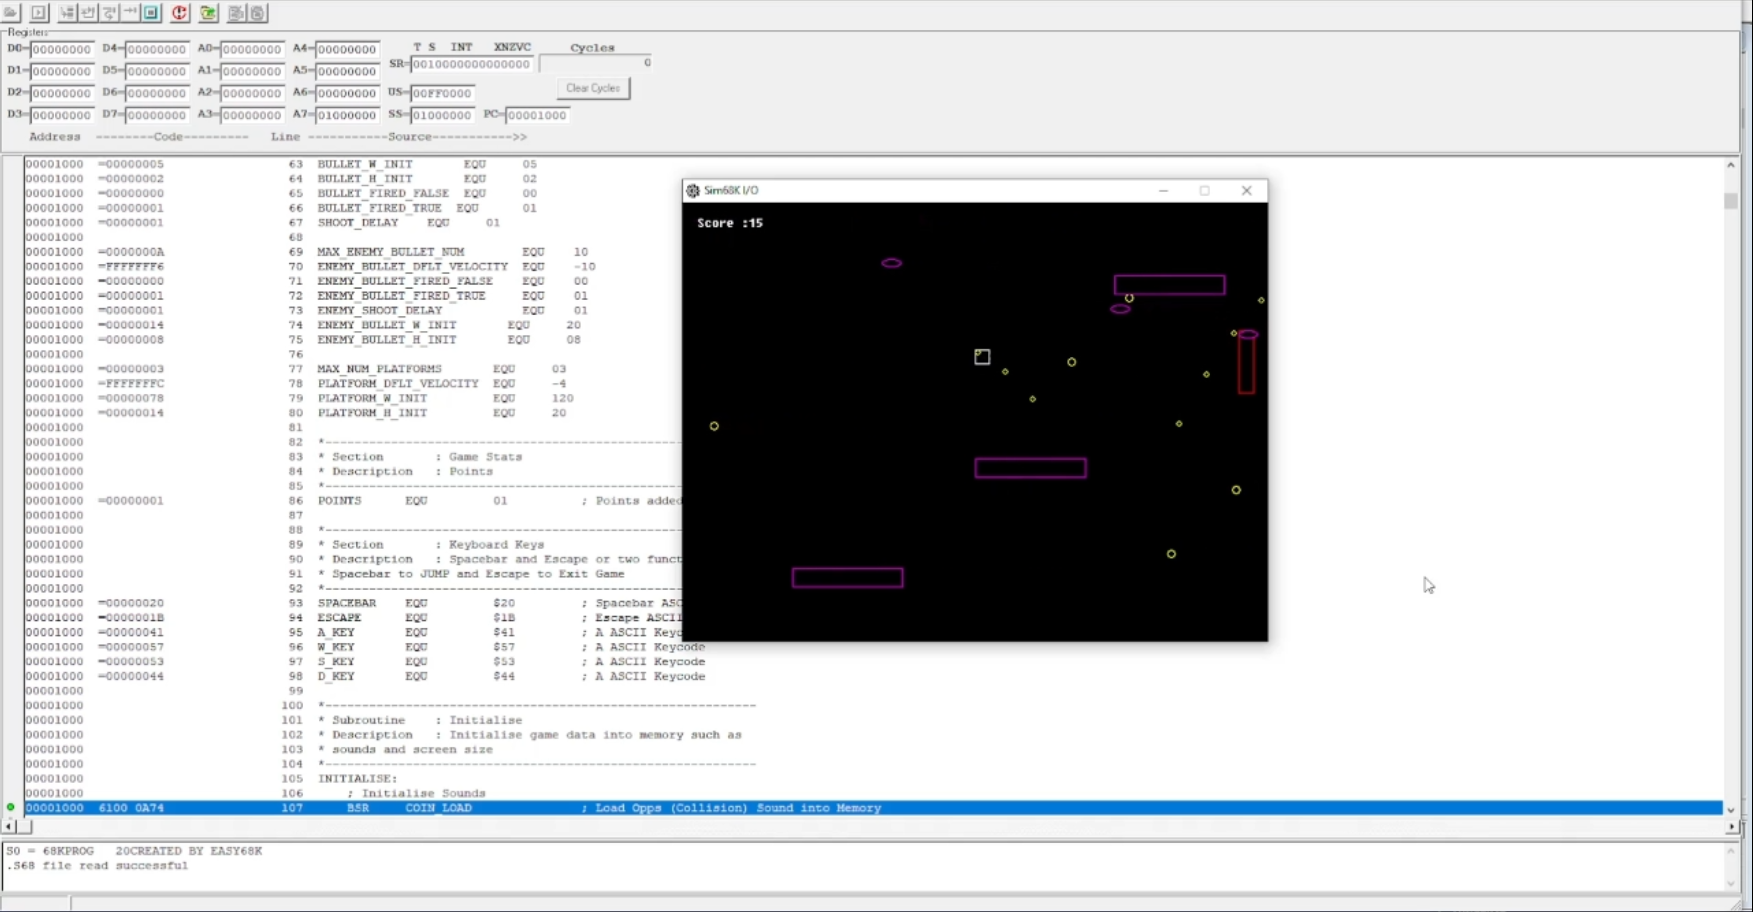 Registers
D0=00000000 D4=00000000 A0=00000000 A4=00000000 T S INT XNZVC Cycles
SR=0010000000000000 0
D1=00000000 D5=00000000 A1=00000000 A5=00000000
D2=00000000 D6=00000000 A2=00000000 A6=00000000 US=00FF0000 Clear Cycles
D3=00000000 D7=00000000 A3=00000000 A7=01000000 SS=01000000 PC=00001000
Address --------Code--------- Line -----------Source----------->>
00001000 =00000005 63 BULLET_W_INIT EQU 05
00001000 =00000002 64 BULLET_H_INIT EQU 02
00001000 =00000000 65 BULLET_FIRED_FALSE EQU 00
00001000 =00000001 66 BULLET_FIRED_TRUE EQU 01
00001000 =00000001 67 SHOOT_DELAY EQU 01
00001000 68
00001000 =0000000A 69 MAX_ENEMY_BULLET_NUM EQU 10
00001000 =FFFFFFF6 70 ENEMY_BULLET_DFLT_VELOCITY EQU -10
00001000 =00000000 71 ENEMY_BULLET_FIRED_FALSE EQU 00
00001000 =00000001 72 ENEMY_BULLET_FIRED_TRUE EQU 01
00001000 =00000001 73 ENEMY_SHOOT_DELAY EQU 01
00001000 =00000014 74 ENEMY_BULLET_W_INIT EQU 20
00001000 =00000008 75 ENEMY_BULLET_H_INIT EQU 08
00001000 76
00001000 =00000003 77 MAX_NUM_PLATFORMS EQU 03
00001000 =FFFFFFFC 78 PLATFORM_DFLT_VELOCITY EQU -4
00001000 =00000078 79 PLATFORM_W_INIT EQU 120
00001000 =00000014 80 PLATFORM_H_INIT EQU 20
00001000 81
00001000 82 *-------------------------------------------------
00001000 83 * Section : Game Stats
00001000 84 * Description : Points
00001000 85 *-------------------------------------------------
00001000 =00000001 86 POINTS EQU 01 ; Points added
00001000 87
00001000 88 *-------------------------------------------------
00001000 89 * Section : Keyboard Keys
00001000 90 * Description : Spacebar and Escape or two funct
00001000 91 * Spacebar to JUMP and Escape to Exit Game
00001000 92 *-------------------------------------------------
00001000 =00000020 93 SPACEBAR EQU $20 ; Spacebar ASC
00001000 =0000001B 94 ESCAPE EQU $1B ; Escape ASCII
00001000 =00000041 95 A_KEY EQU $41 ; A ASCII Keyc
00001000 =00000057 96 W_KEY EQU $57 ; A ASCII Keycode
00001000 =00000053 97 S_KEY EQU $53 ; A ASCII Keycode
00001000 =00000044 98 D_KEY EQU $44 ; A ASCII Keycode
00001000 99
00001000 100 *-----------------------------------------------------------
00001000 101 * Subroutine : Initialise
00001000 102 * Description : Initialise game data into memory such as
00001000 103 * sounds and screen size
00001000 104 *-----------------------------------------------------------
00001000 105 INITIALISE:
00001000 106 ; Initialise Sounds
00001000 6100 0A74 107 BSR COIN_LOAD ; Load Opps (Collision) Sound into Memory
Sim68K I/O
Score :15
S0 = 68KPROG 20CREATED BY EASY68K
.S68 file read successful